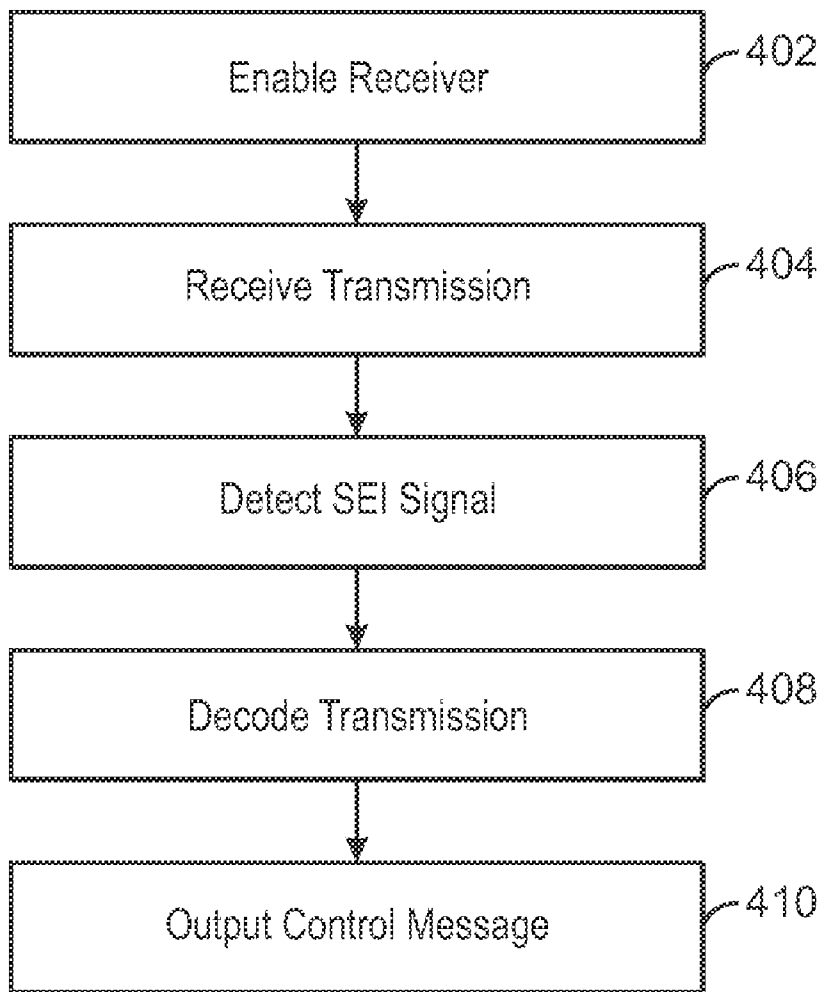 Enable Receiver
402
Receive Transmission
404
Detect SEI Signal
406
Decode Transmission
408
Output Control Message
410